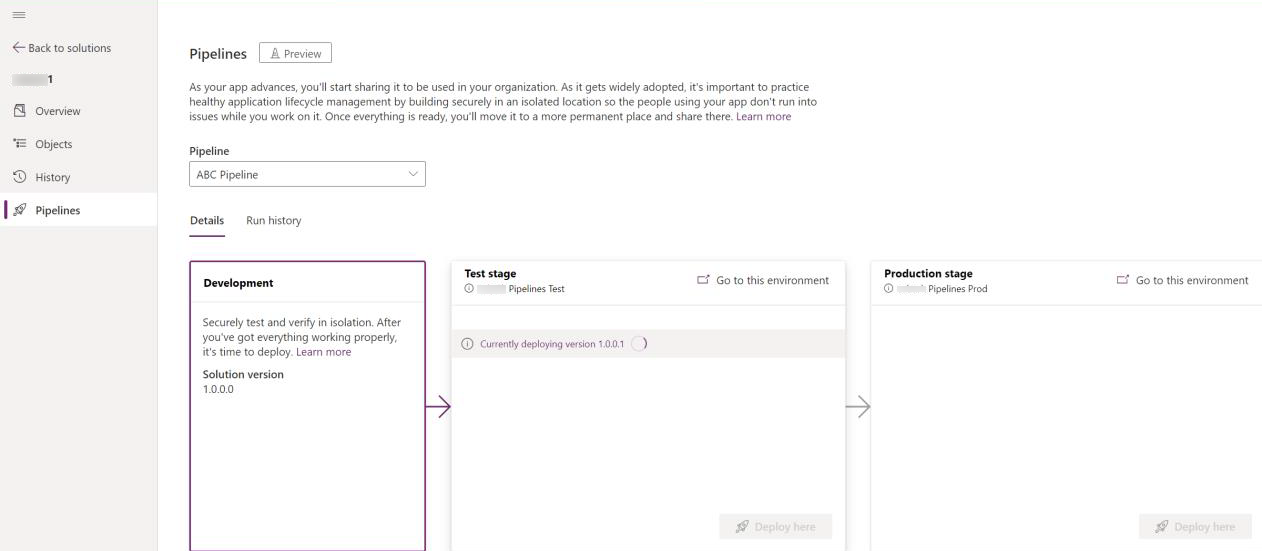 Back to solutions
1
Overview
Objects
History
Pipelines
Pipelines
Preview
As your app advances, you'll start sharing it to be used in your organization. As it gets widely adopted, it's important to practice
healthy application lifecycle management by building securely in an isolated location so the people using your app don't run into
issues while you work on it. Once everything is ready, you'll move it to a more permanent place and share there. Learn more
Pipeline
ABC Pipeline
Details Run history
Development
Securely test and verify in isolation. After
you've got everything working properly,
it's time to deploy. Learn more
Solution version
1.0.0.0
Test stage
Pipelines Test
Go to this environment
Currently deploying version 1.0.0.1
Deploy here
Production stage
Pipelines Prod
Go to this environment
Deploy here